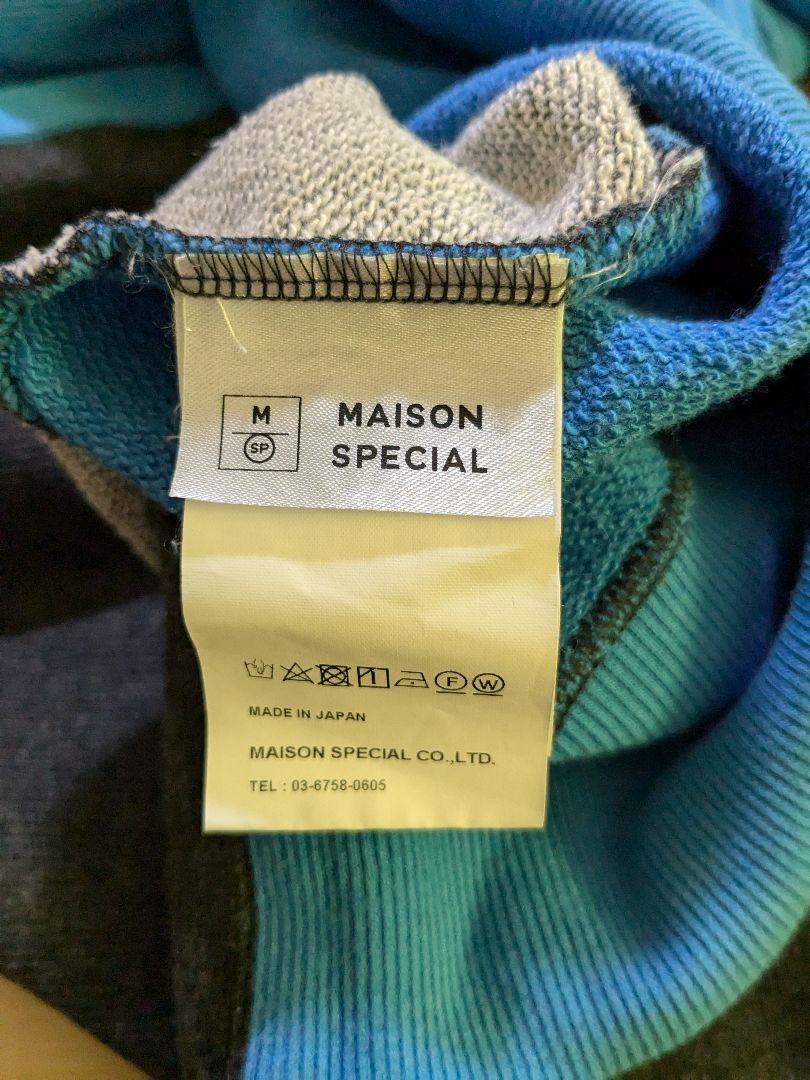 M
SP
MAISON
SPECIAL
F W
MADE IN JAPAN
MAISON SPECIAL CO.,LTD.
TEL : 03-6758-0605